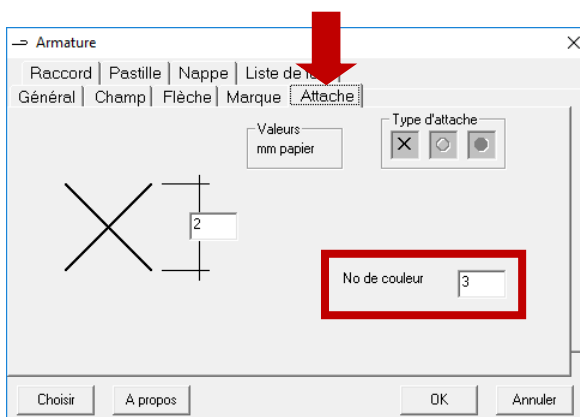 Armature
Raccord Pastille Nappe Liste de
Général Champ Flèche Marque Attache
Valeurs
mm papier
Type d'attache
2
No de couleur 3
Choisir A propos OK Annuler